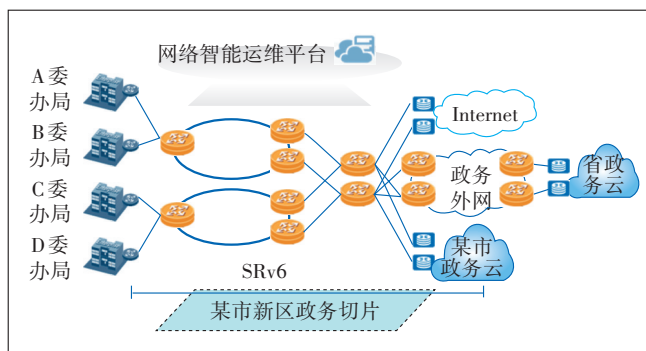 网络智能运维平台
A委
办局
B委
办局
C委
办局
D委
办局
Internet
政务
外网
省政
务云
某市
政务云
SRv6
某市新区政务切片